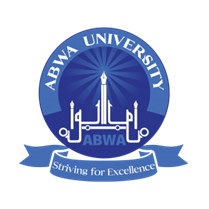 ABWA UNIVERSITY
ABWA
Striving for Excellence